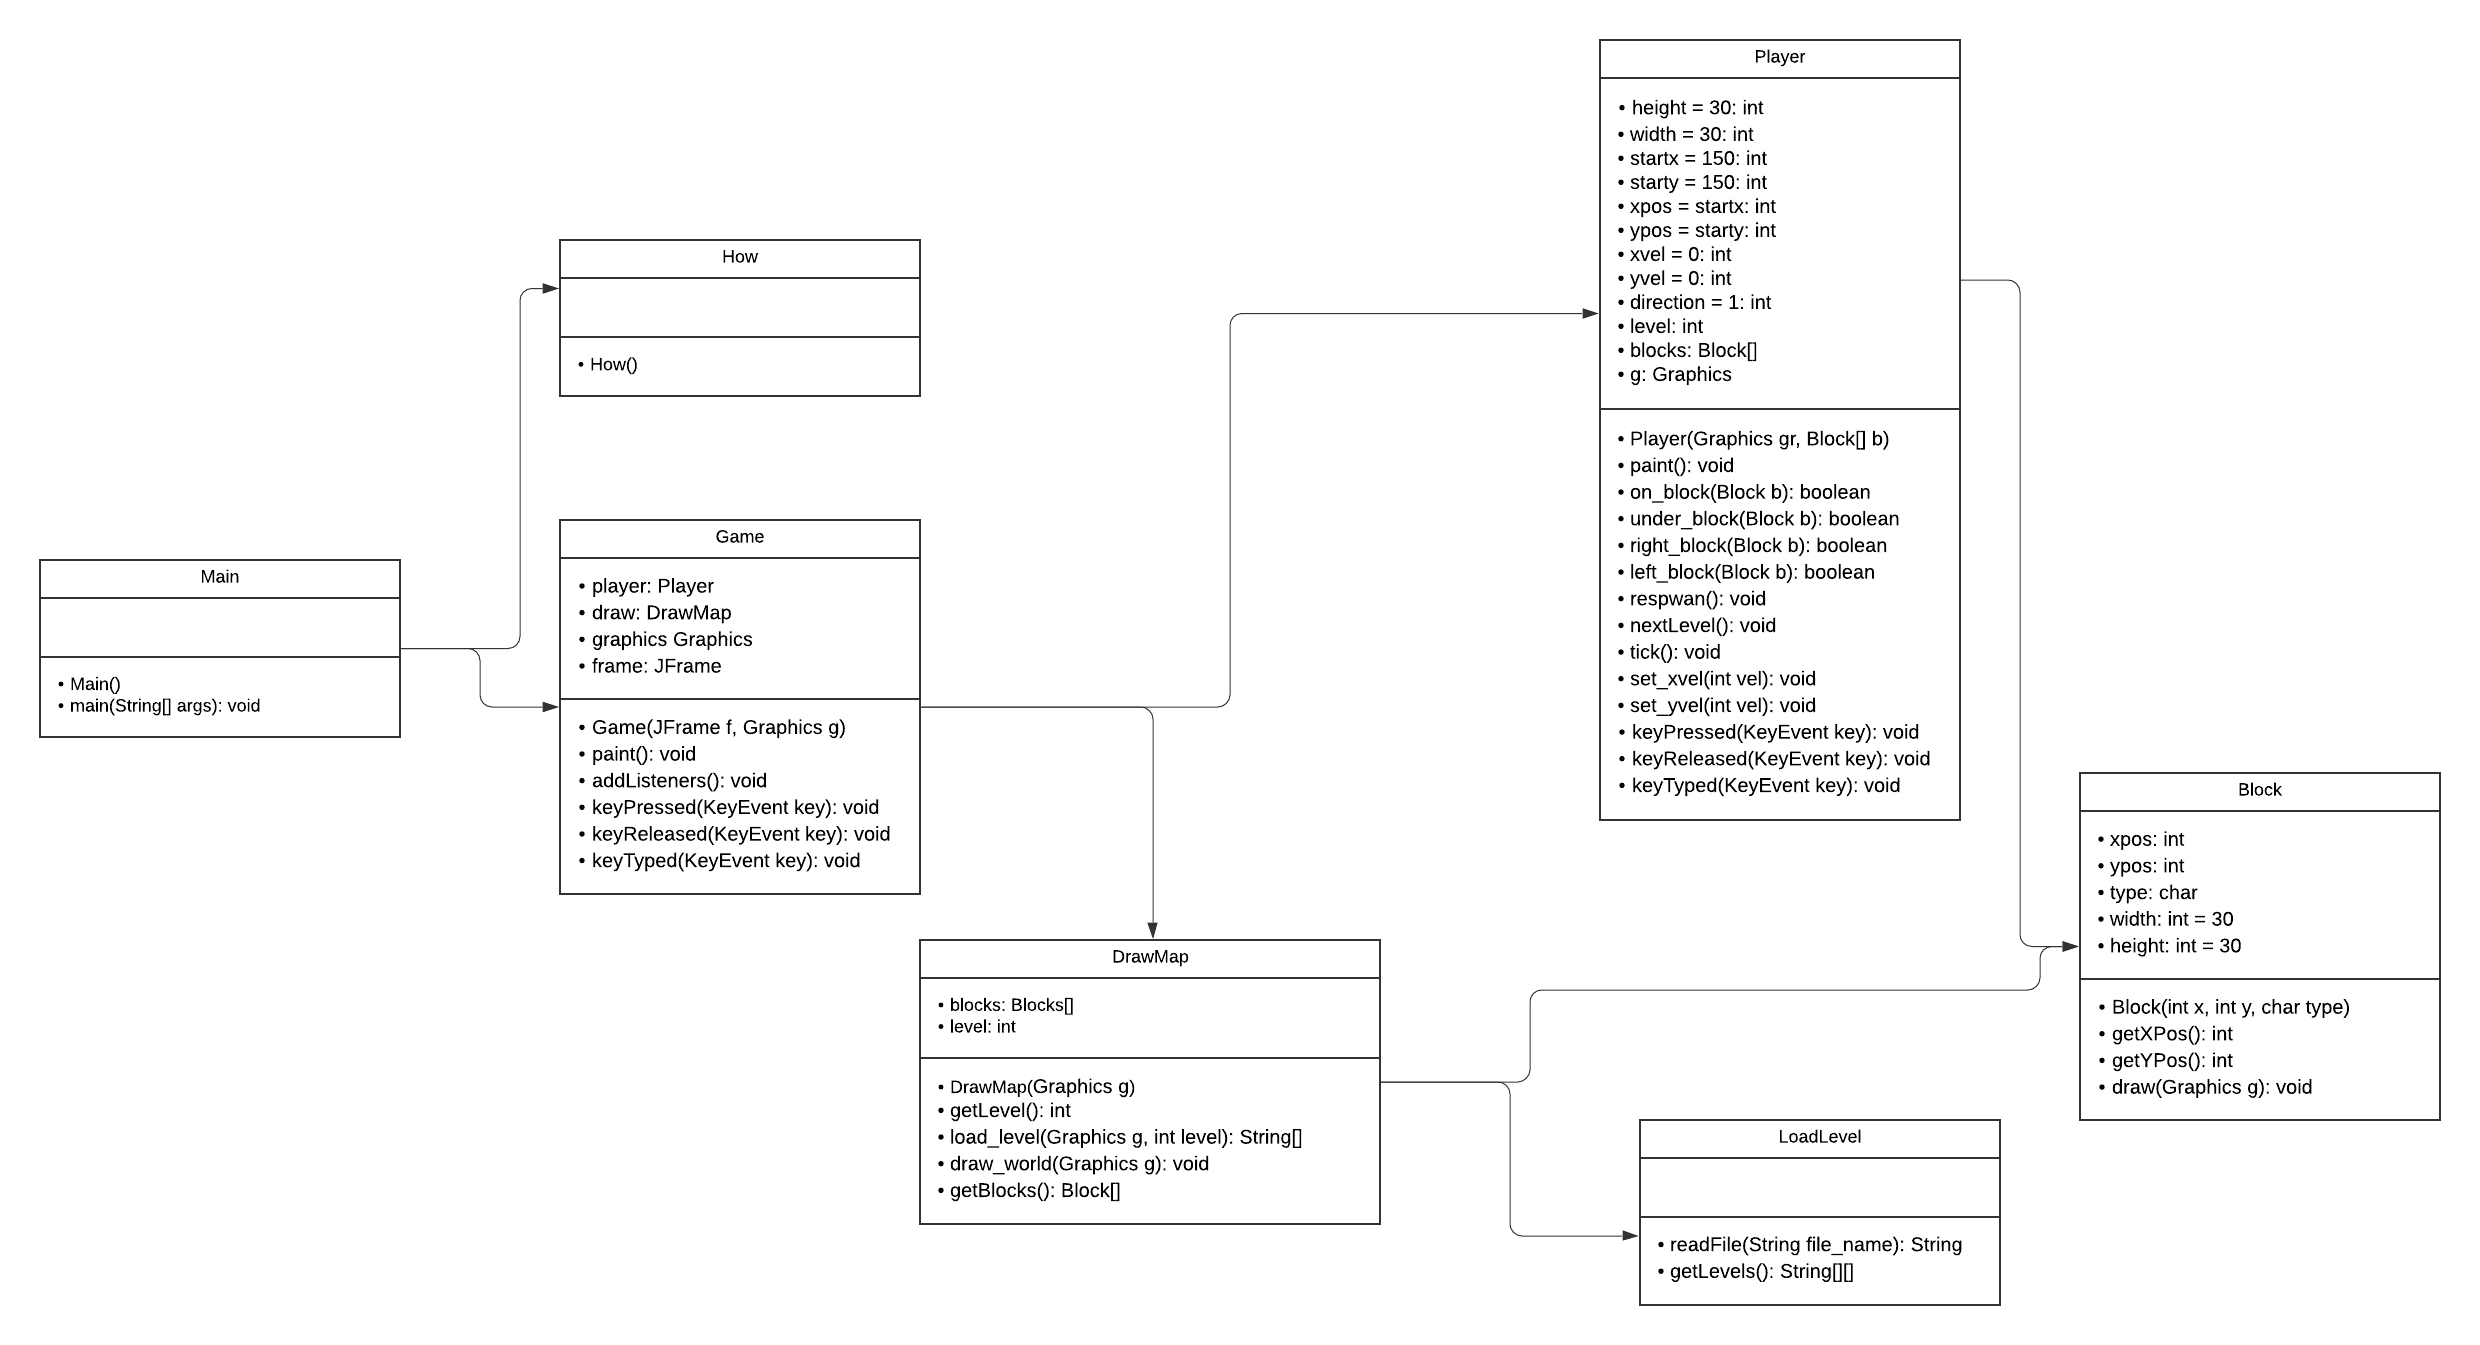 Player
• height = 30: int
• width = 30: int
• startx = 150: int
• starty = 150: int
• xpos = startx: int
• ypos = starty: int
• xvel = 0: int
• yvel = 0: int
• direction = 1: int
• level: int
• blocks: Block[]
• g: Graphics
• Player(Graphics gr, Block[] b)
• paint(): void
• on_block(Block b): boolean
• under_block(Block b): boolean
• right_block(Block b): boolean
• left_block(Block b): boolean
• respwan(): void
• nextLevel(): void
• tick(): void
• set_xvel(int vel): void
• set_yvel(int vel): void
• keyPressed(KeyEvent key): void
• keyReleased(KeyEvent key): void
• keyTyped(KeyEvent key): void
How
• How()
Game
• player: Player
• draw: DrawMap
• graphics Graphics
• frame: JFrame
• Game(JFrame f, Graphics g)
• paint(): void
• addListeners(): void
• keyPressed(KeyEvent key): void
• keyReleased(KeyEvent key): void
• keyTyped(KeyEvent key): void
Main
• Main()
• main(String[] args): void
Block
• xpos: int
• ypos: int
• type: char
• width: int = 30
• height: int = 30
• Block(int x, int y, char type)
• getXPos(): int
• getYPos(): int
• draw(Graphics g): void
DrawMap
• blocks: Blocks[]
• level: int
• DrawMap(Graphics g)
• getLevel(): int
• load_level(Graphics g, int level): String[]
• draw_world(Graphics g): void
• getBlocks(): Block[]
LoadLevel
• readFile(String file_name): String
• getLevels(): String[][]